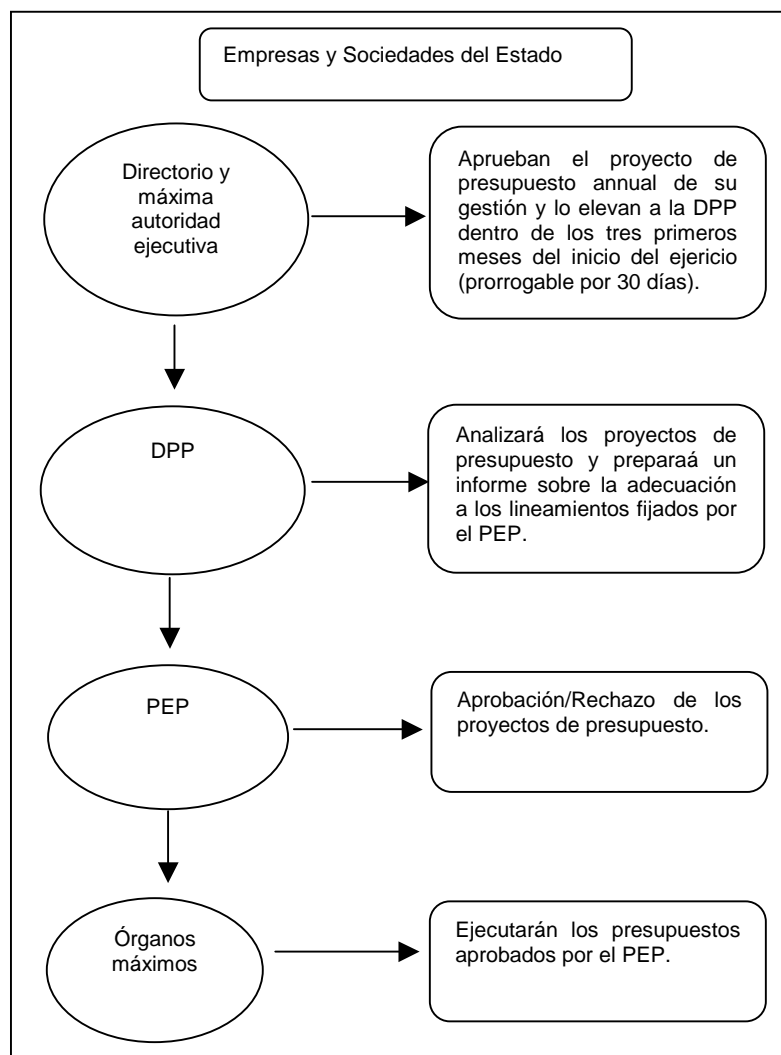 Empresas y Sociedades del Estado
Directorio y
máxima
autoridad
ejecutiva
Aprueban el proyecto de
presupuesto annual de su
gestión y lo elevan a la DPP
dentro de los tres primeros
meses del inicio del ejericio
(prorrogable por 30 días).
DPP
Analizará los proyectos de
presupuesto y preparaá un
informe sobre la adecuación
a los lineamientos fijados por
el PEP.
PEP
Aprobación/Rechazo de los
proyectos de presupuesto.
Órganos
máximos
Ejecutarán los presupuestos
aprobados por el PEP.